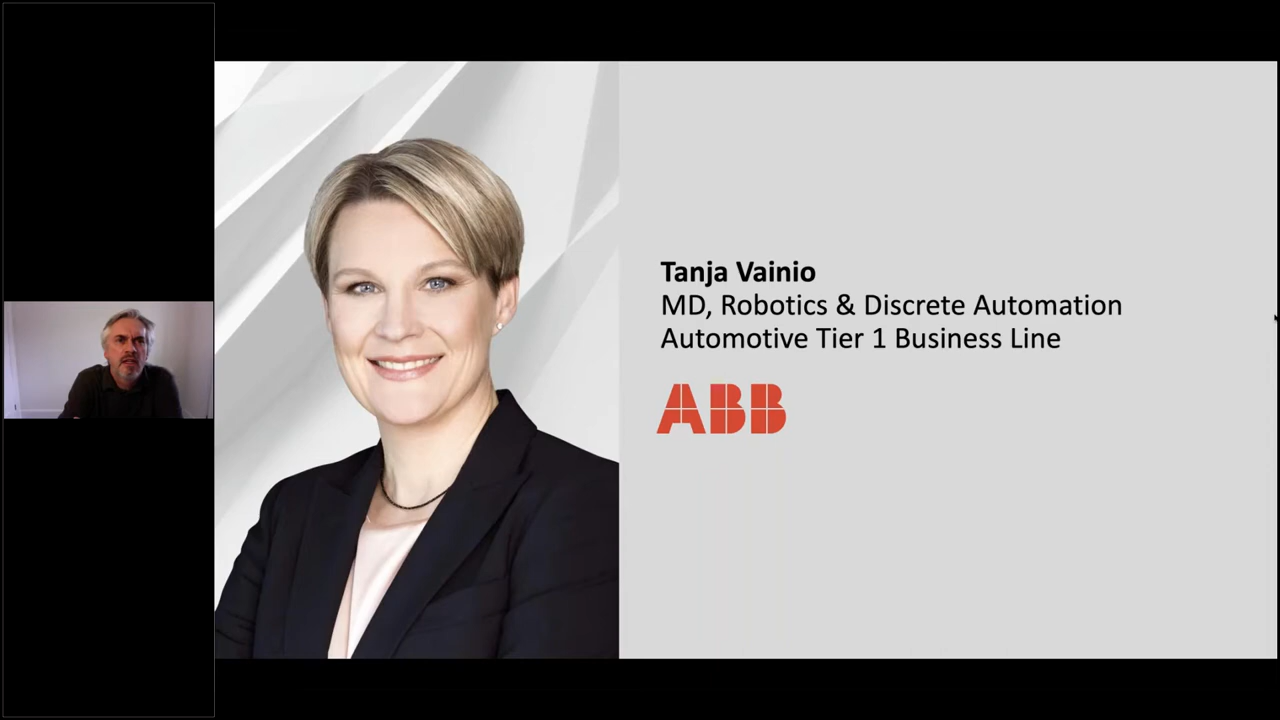 Tanja Vainio
MD, Robotics & Discrete Automation
Automotive Tier 1 Business Line
ABB